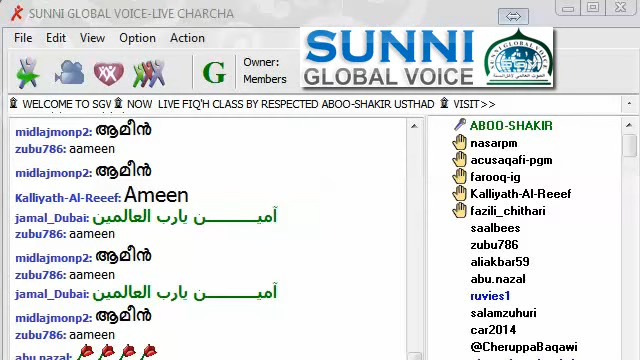 SUNNI GLOBAL VOICE-LIVE CHARCHA
File Edit View Option Action
SUNNI
GLOBAL VOICE
G
Owner:
Members
WELCOME TO SGV NOW LIVE FIQ'H CLASS BY RESPECTED ABOO-SHAKIR USTHAD VISIT>>
midlajmonp2: ആമീൻ
zubu786: aameen
midlajmonp2: ആമീൻ
Kalliyath-Al-Reeef: Ameen
jamal_Dubai: آميـــــــــن يارب العالمين
zubu786: aameen
midlajmonp2: ആമീൻ
zubu786: aameen
jamal_Dubai: آميـــــــــن يارب العالمين
midlajmonp2: ആമീൻ
zubu786: aameen
abu.nazal:
ABOO-SHAKIR
nasarpm
acusaqafi-pgm
farooq-ig
Kalliyath-Al-Reeef
fazili_chithari
saalbees
zubu786
aliakbar59
abu.nazal
ruvies1
salamzuhuri
car2014
@CheruppaBaqawi